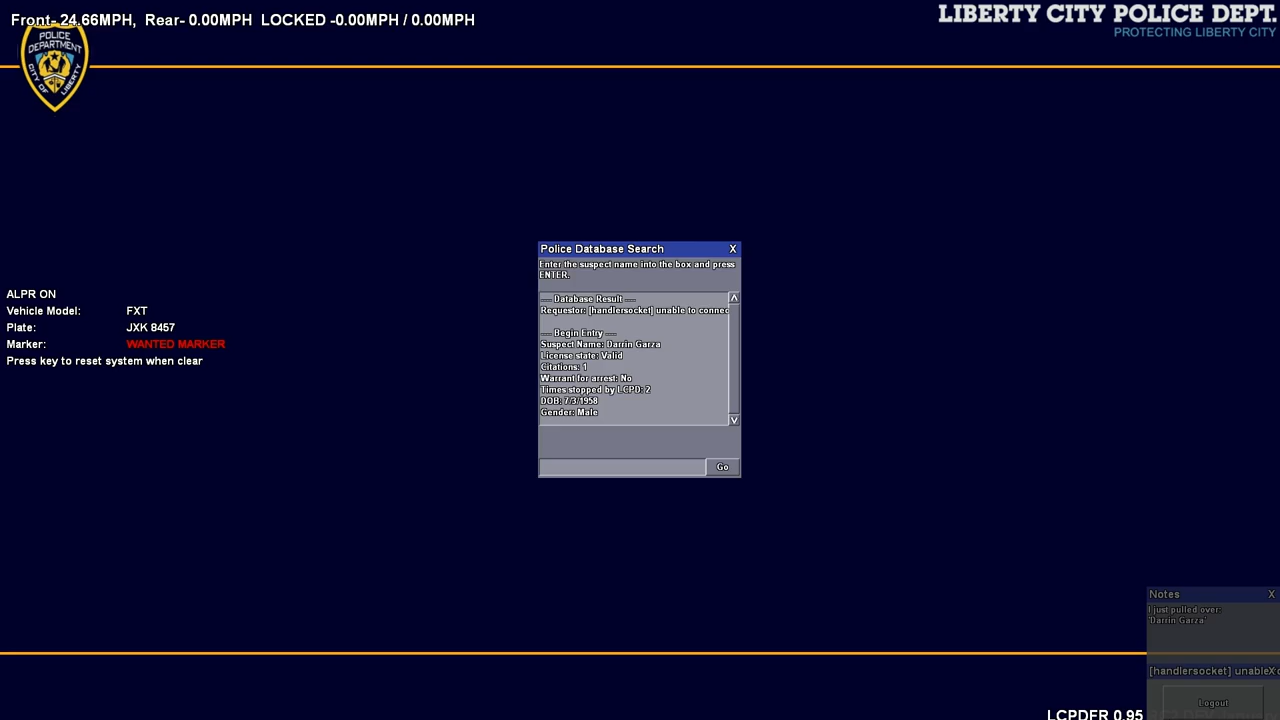 Front- 24.66MPH,  Rear- 0.00MPH  LOCKED -0.00MPH / 0.00MPH
LIBERTY CITY POLICE DEPT.
PROTECTING LIBERTY CITY
POLICE
DEPARTMENT
CITY OF LIBERTY
Police Database Search X
Enter the suspect name into the box and press
ENTER.
---- Database Result ----
Requestor: [handlersocket] unable to connec
---- Begin Entry ----
Suspect Name: Darrin Garza
License state: Valid
Citations: 1
Warrant for arrest: No
Times stopped by LCPD: 2
DOB: 7/3/1958
Gender: Male
Go
ALPR ON
Vehicle Model: FXT
Plate: JXK 8457
Marker: WANTED MARKER
Press key to reset system when clear
Notes X
I just pulled over:
'Darrin Garza'
[handlersocket] unable X
Logout
LCPDFR 0.95